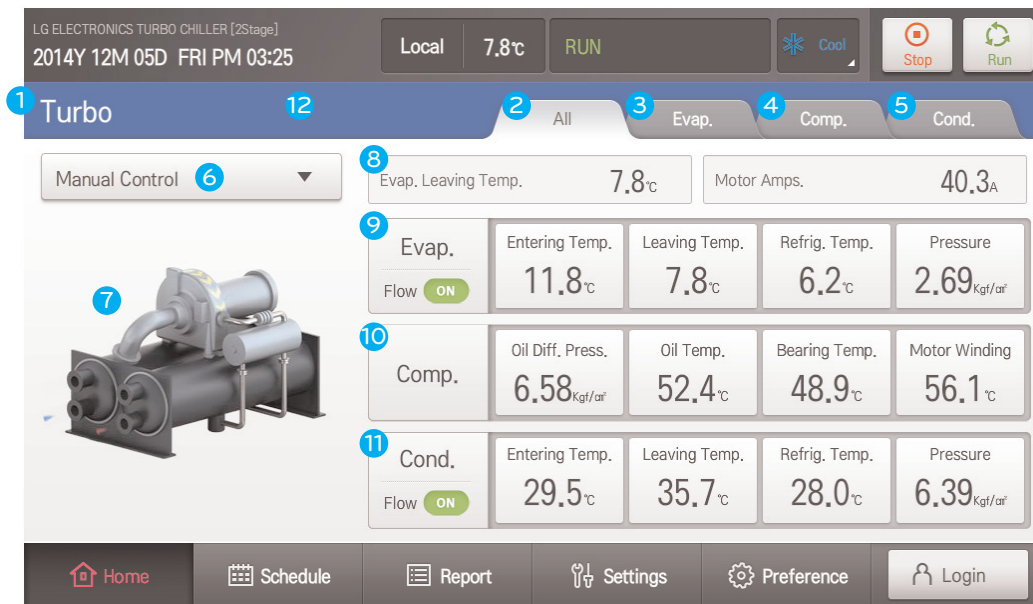 LG ELECTRONICS TURBO CHILLER [2Stage]
2014Y 12M 05D FRI PM 03:25
Local 7.8℃ RUN Cool Stop Run
1 Turbo 12 2 All 3 Evap. 4 Comp. 5 Cond.
Manual Control 6
8 Evap. Leaving Temp. 7.8℃ Motor Amps. 40.3A
7
9 Evap. Flow ON
Entering Temp. 11.8℃
Leaving Temp. 7.8℃
Refrig. Temp. 6.2℃
Pressure 2.69Kgf/㎠
10 Comp.
Oil Diff. Press. 6.58Kgf/㎠
Oil Temp. 52.4℃
Bearing Temp. 48.9℃
Motor Winding 56.1℃
11 Cond. Flow ON
Entering Temp. 29.5℃
Leaving Temp. 35.7℃
Refrig. Temp. 28.0℃
Pressure 6.39Kgf/㎠
Home Schedule Report Settings Preference Login